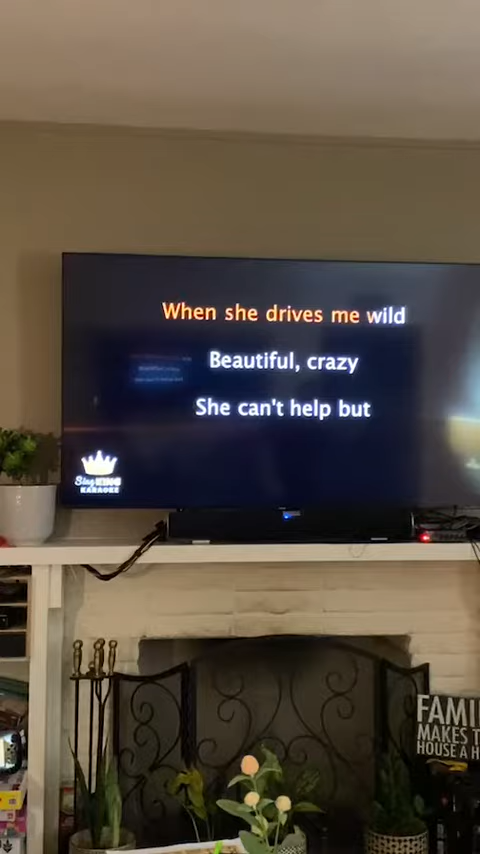 When she drives me wild
Beautiful, crazy
She can't help but
Sing KING
KARAOKE
FAMI
MAKES T
HOUSE A H